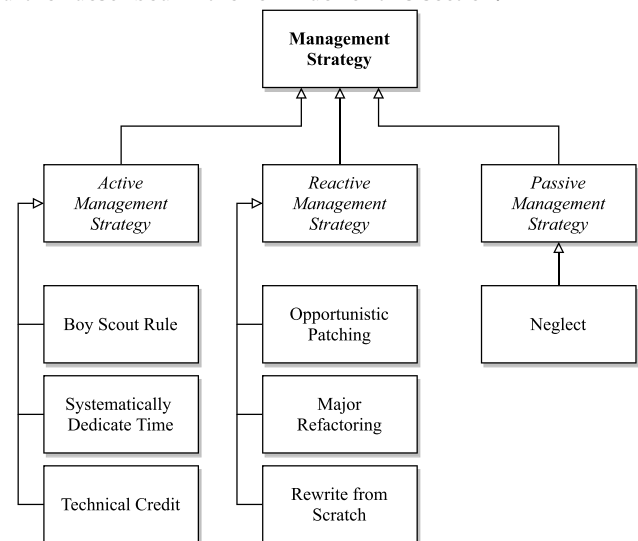 Management
Strategy
Active
Management
Strategy
Reactive
Management
Strategy
Passive
Management
Strategy
Boy Scout Rule
Opportunistic
Patching
Neglect
Systematically
Dedicate Time
Major
Refactoring
Technical Credit
Rewrite from
Scratch